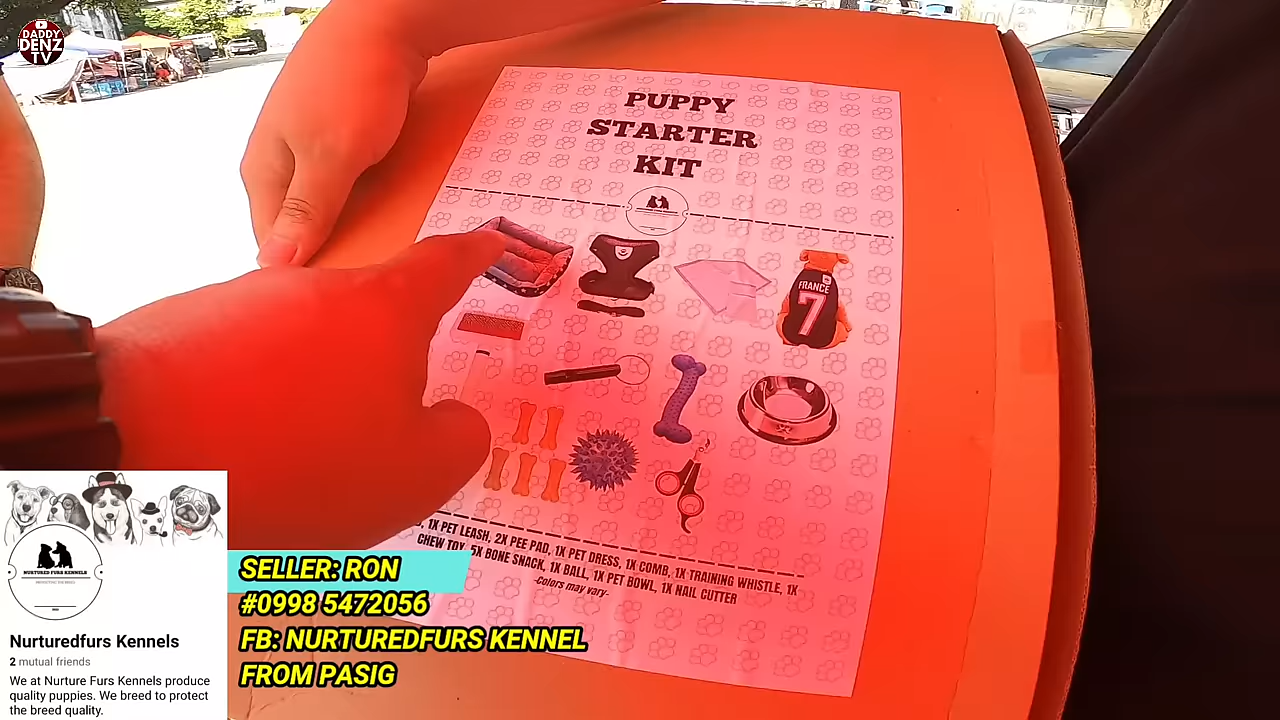 DADDY
DENZ
TV
PUPPY
STARTER
KIT
FRANCE
7
1X PET LEASH, 2X PEE PAD, 1X PET DRESS, 1X COMB, 1X TRAINING WHISTLE, 1X
CHEW TOY, 5X BONE SNACK, 1X BALL, 1X PET BOWL, 1X NAIL CUTTER
-Colors may vary-
NURTURED FURS KENNELS
Nurturedfurs Kennels
2 mutual friends
We at Nurture Furs Kennels produce
quality puppies. We breed to protect
the breed quality.
SELLER: RON
#0998 5472056
FB: NURTUREDFURS KENNEL
FROM PASIG